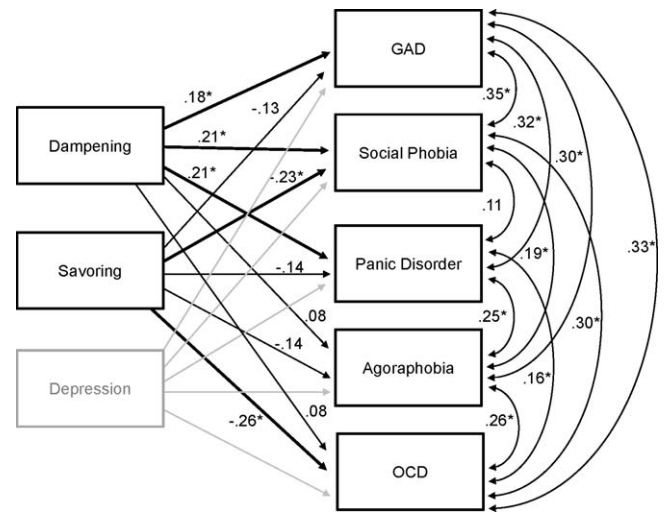 GAD
.18*
-.13
.35*
Dampening
.21*
Social Phobia
.32*
.30*
.21*
-.23*
.11
Savoring
-.14
Panic Disorder
.19*
.33*
.08
.25*
.30*
-.14
Depression
Agoraphobia
.16*
.08
-.26*
.26*
OCD